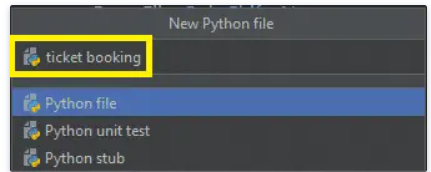 New Python file
ticket booking
Python file
Python unit test
Python stub